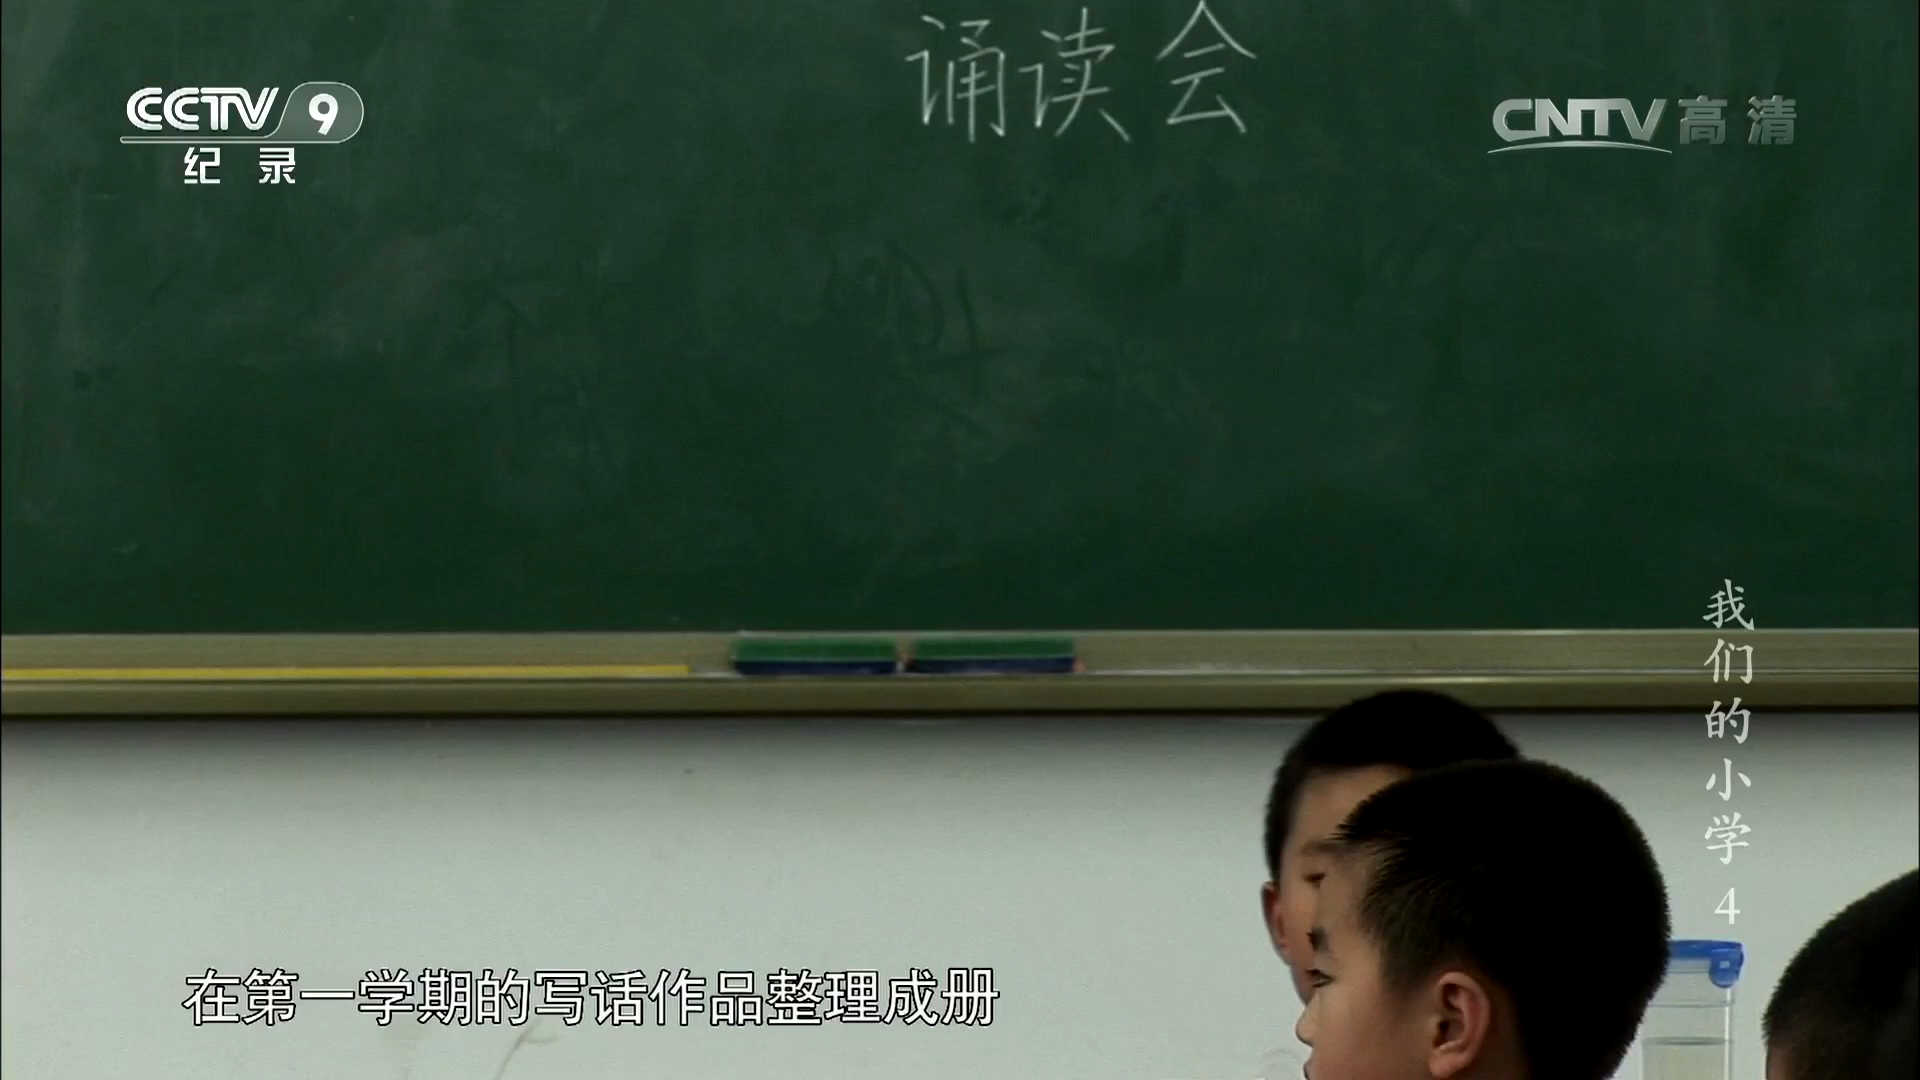 诵读会
CCTV 9
纪录
CNTV高清
我们的小学 4
在第一学期的写话作品整理成册